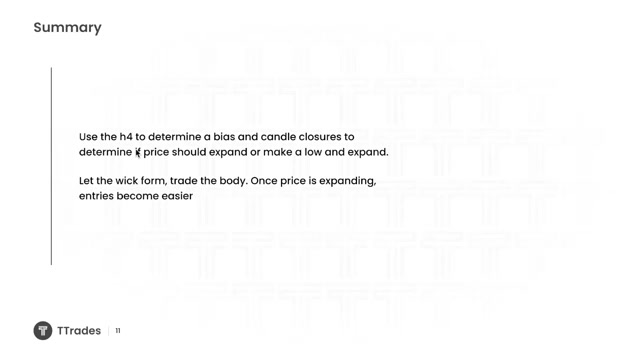 Summary
Use the h4 to determine a bias and candle closures to
determine if price should expand or make a low and expand.
Let the wick form, trade the body. Once price is expanding,
entries become easier
TTrades
11